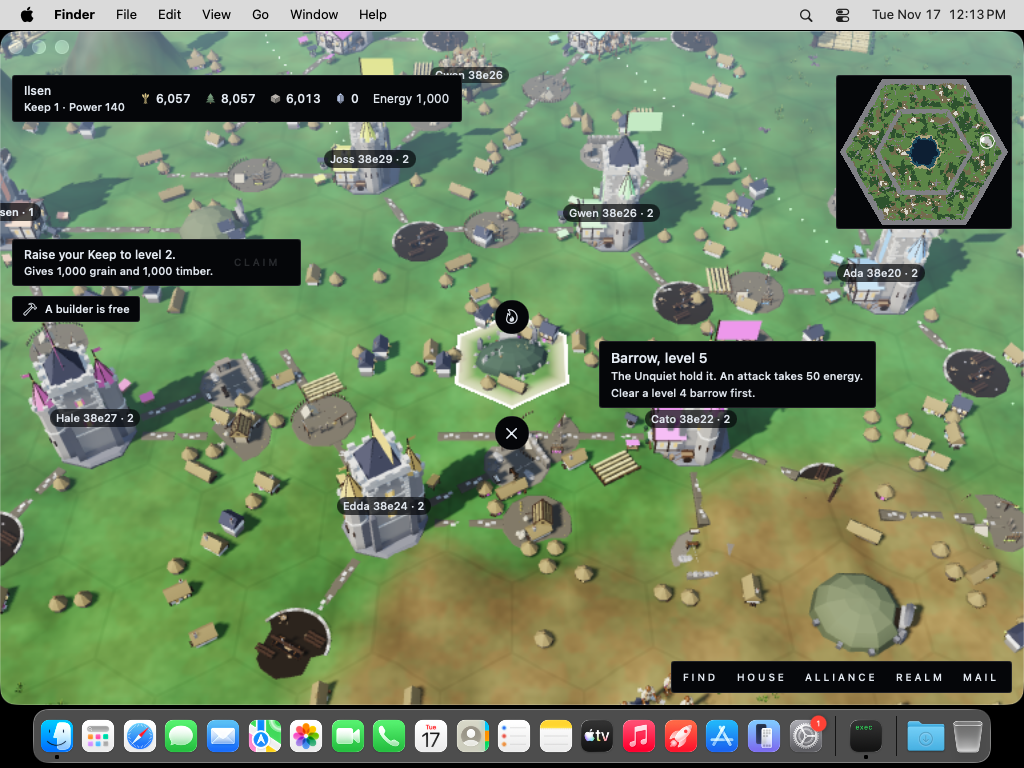 Finder File Edit View Go Window Help
Tue Nov 17 12:13 PM
Gwen 38e26
Ilsen
Keep 1 · Power 140
6,057 8,057 6,013 0 Energy 1,000
Joss 38e29 · 2
Gwen 38e26 · 2
sen · 1
Ada 38e20 · 2
Raise your Keep to level 2.
Gives 1,000 grain and 1,000 timber.
CLAIM
A builder is free
Barrow, level 5
The Unquiet hold it. An attack takes 50 energy.
Clear a level 4 barrow first.
Hale 38e27 · 2
Cato 38e22 · 2
Edda 38e24 · 2
FIND HOUSE ALLIANCE REALM MAIL
Tue
17
tv
1
exec